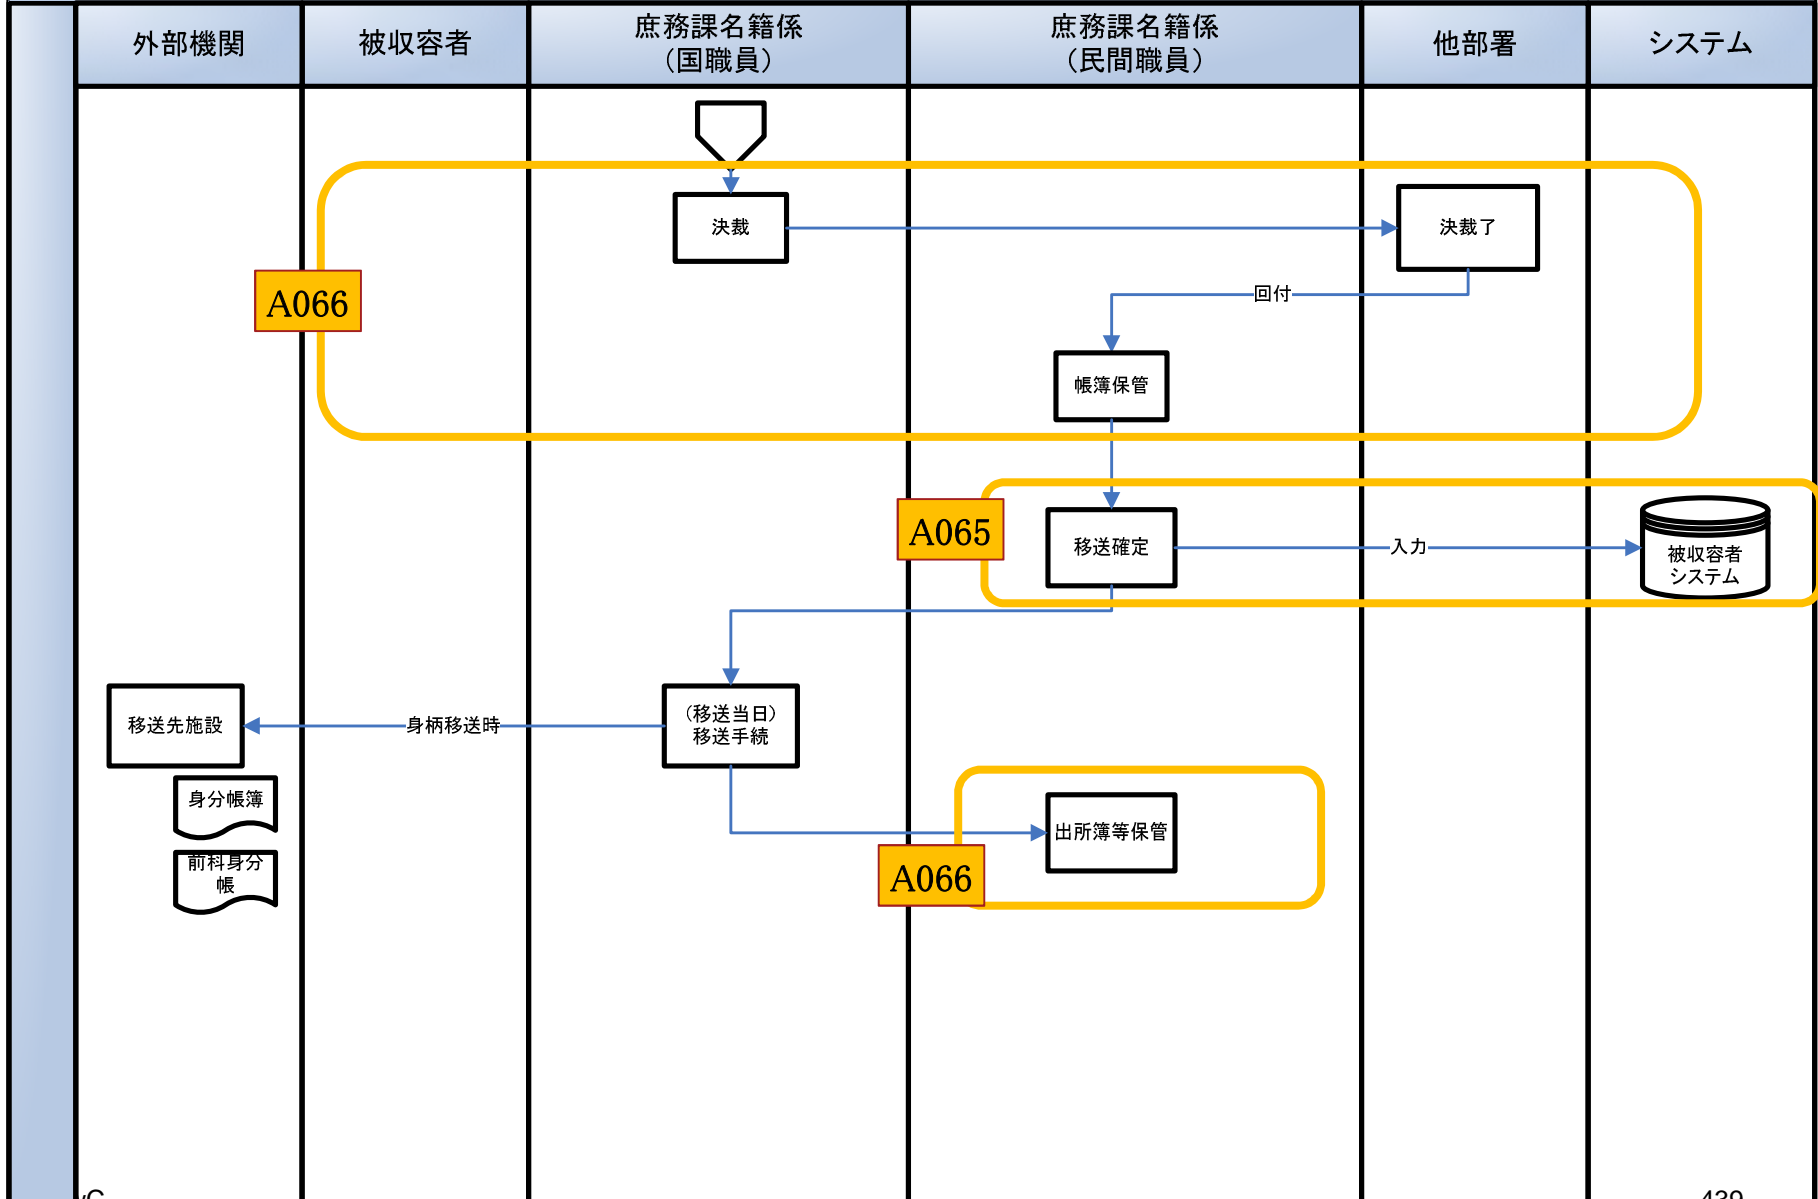 外部機関
被収容者
庶務課名籍係
（国職員）
庶務課名籍係
（民間職員）
他部署
システム
決裁
決裁了
A066
回付
帳簿保管
A065
移送確定
入力
被収容者
システム
移送先施設
身柄移送時
（移送当日）
移送手続
身分帳簿
出所簿等保管
前科身分
帳
A066